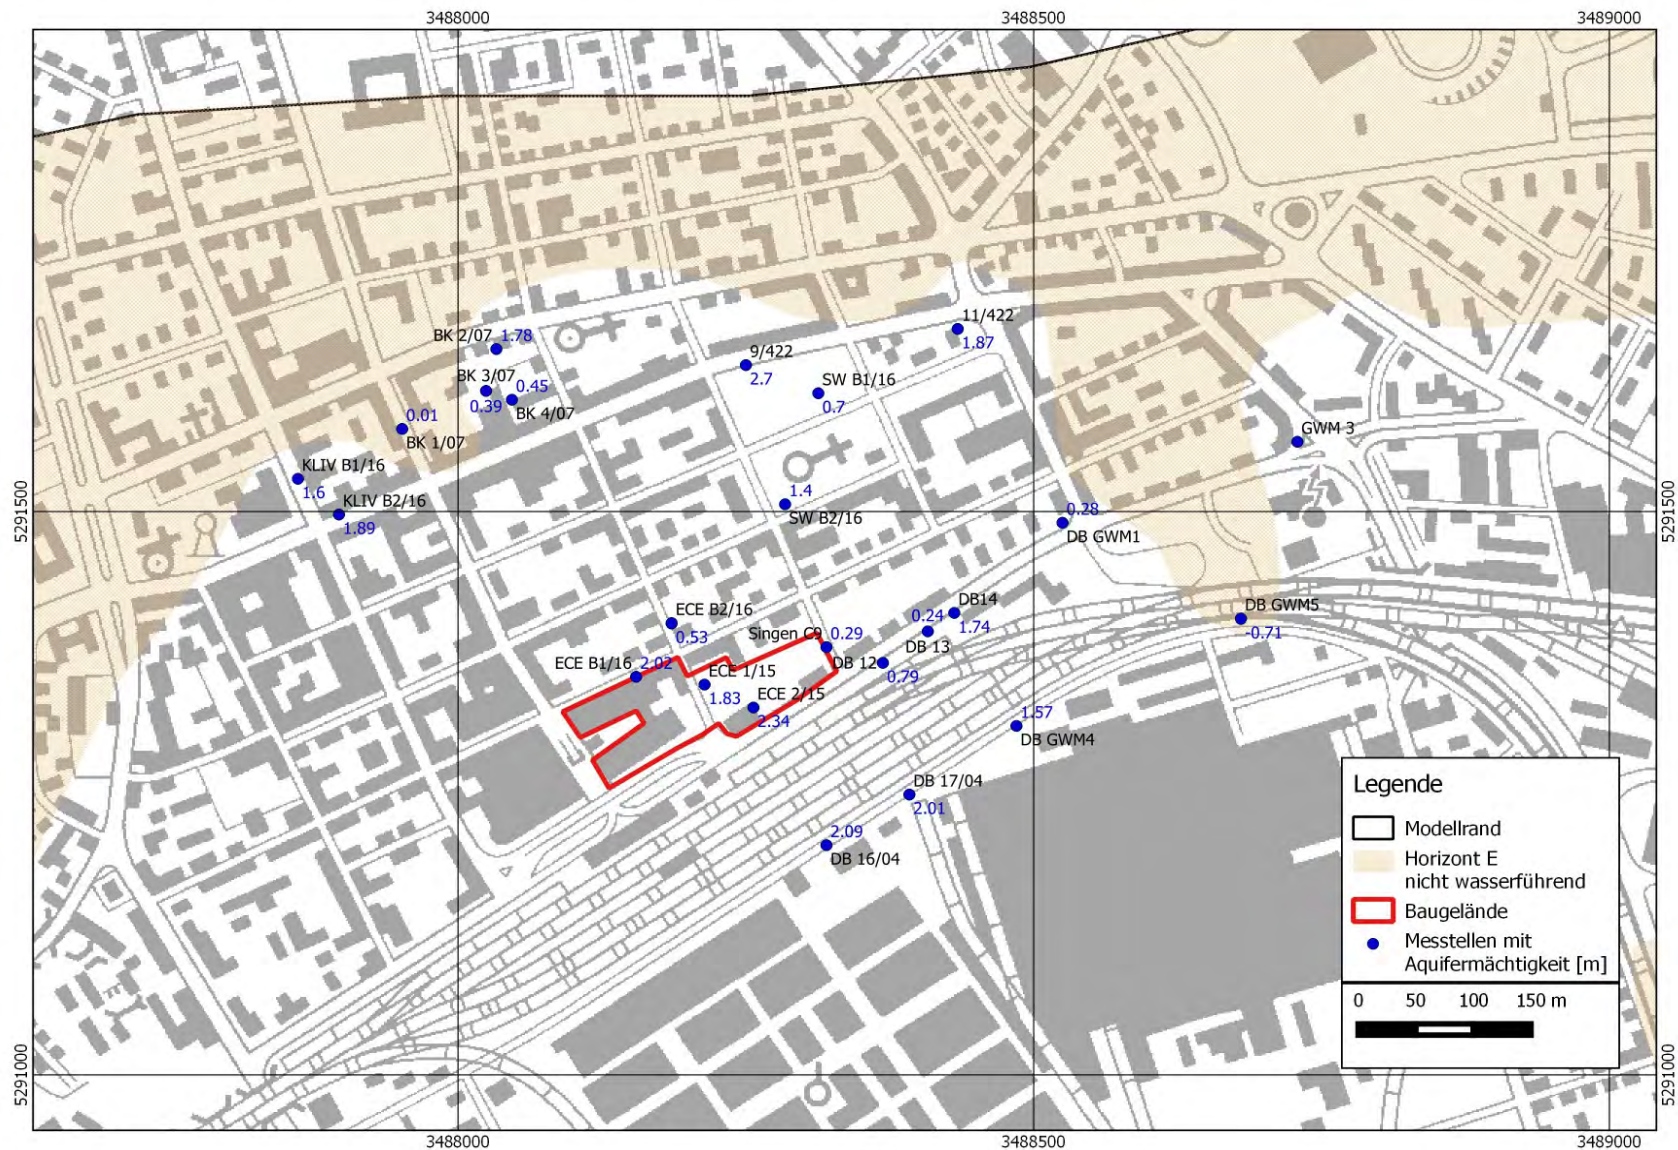 3488000
3488500
3489000
11/422
1.87
BK 2/07
1.78
9/422
2.7
BK 3/07
0.45
0.39
BK 4/07
SW B1/16
0.7
0.01
BK 1/07
GWM 3
KLIV B1/16
1.6
KLIV B2/16
1.89
1.4
SW B2/16
0.28
DB GWM1
5291500
5291500
ECE B2/16
0.53
Singen C9
0.29
DB14
0.24
1.74
DB 13
DB GWM5
-0.71
ECE B1/16
2.02
ECE 1/15
1.83
DB 12
0.79
ECE 2/15
2.34
1.57
DB GWM4
DB 17/04
2.01
2.09
DB 16/04
Legende
Modellrand
Horizont E
nicht wasserführend
Baugelände
Messtellen mit
Aquifermächtigkeit [m]
0 50 100 150 m
5291000
5291000
3488000
3488500
3489000